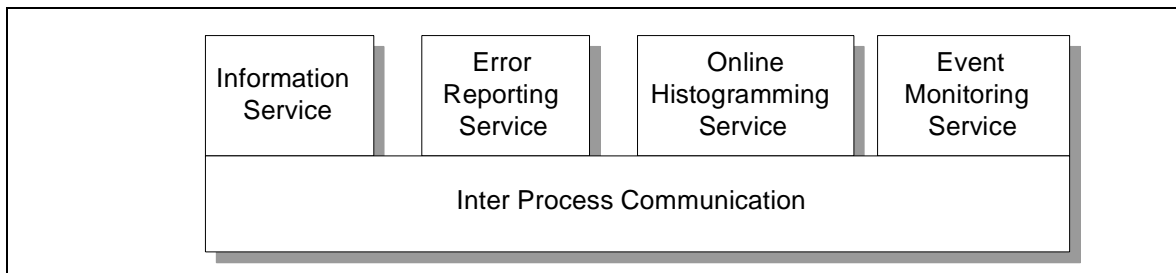 Information
Service
Error
Reporting
Service
Online
Histogramming
Service
Event
Monitoring
Service
Inter Process Communication